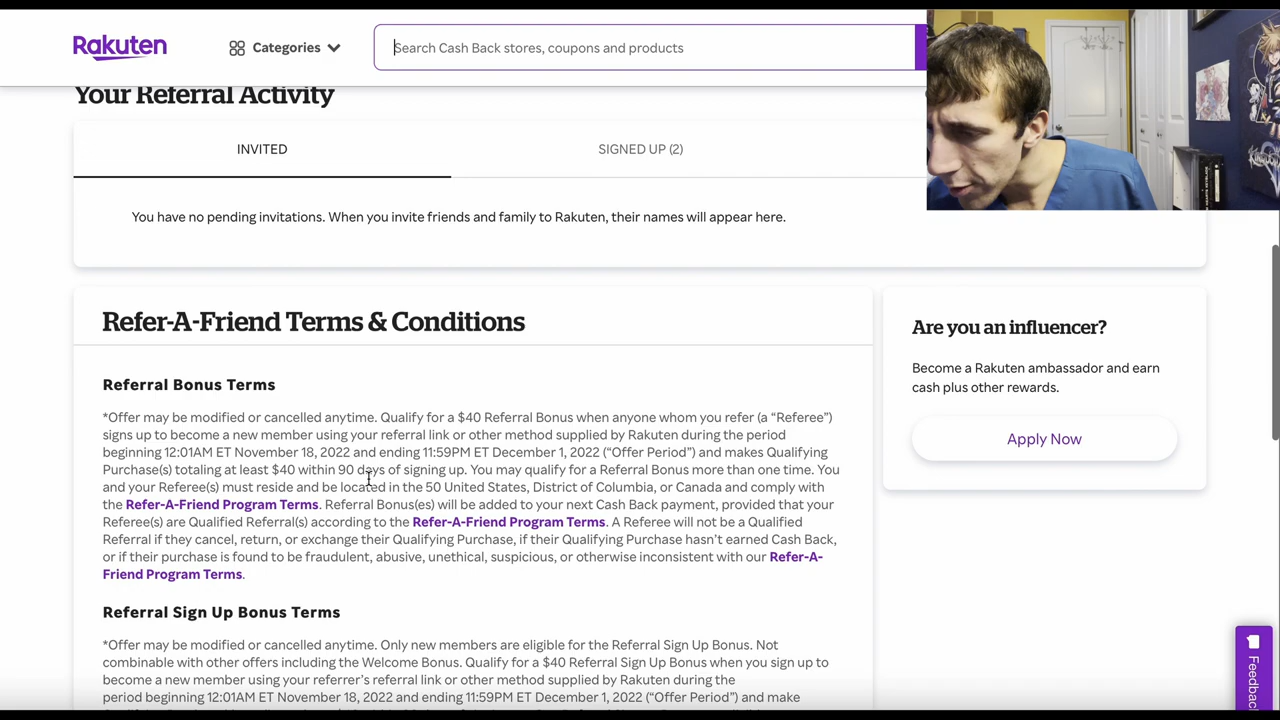 Rakuten
Categories
Search Cash Back stores, coupons and products
Your Referral Activity
INVITED
SIGNED UP (2)
You have no pending invitations. When you invite friends and family to Rakuten, their names will appear here.
Refer-A-Friend Terms & Conditions
Referral Bonus Terms
*Offer may be modified or cancelled anytime. Qualify for a $40 Referral Bonus when anyone whom you refer (a “Referee”)
signs up to become a new member using your referral link or other method supplied by Rakuten during the period
beginning 12:01AM ET November 18, 2022 and ending 11:59PM ET December 1, 2022 (“Offer Period”) and makes Qualifying
Purchase(s) totaling at least $40 within 90 days of signing up. You may qualify for a Referral Bonus more than one time. You
and your Referee(s) must reside and be located in the 50 United States, District of Columbia, or Canada and comply with
the Refer-A-Friend Program Terms. Referral Bonus(es) will be added to your next Cash Back payment, provided that your
Referee(s) are Qualified Referral(s) according to the Refer-A-Friend Program Terms. A Referee will not be a Qualified
Referral if they cancel, return, or exchange their Qualifying Purchase, if their Qualifying Purchase hasn’t earned Cash Back,
or if their purchase is found to be fraudulent, abusive, unethical, suspicious, or otherwise inconsistent with our Refer-A-
Friend Program Terms.
Referral Sign Up Bonus Terms
*Offer may be modified or cancelled anytime. Only new members are eligible for the Referral Sign Up Bonus. Not
combinable with other offers including the Welcome Bonus. Qualify for a $40 Referral Sign Up Bonus when you sign up to
become a new member using your referrer’s referral link or other method supplied by Rakuten during the
period beginning 12:01AM ET November 18, 2022 and ending 11:59PM ET December 1, 2022 (“Offer Period”) and make
Are you an influencer?
Become a Rakuten ambassador and earn
cash plus other rewards.
Apply Now
Feedback